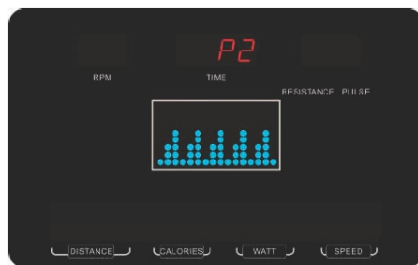 P2
RPM TIME
RESISTANCE PULSE
DISTANCE CALORIES WATT SPEED